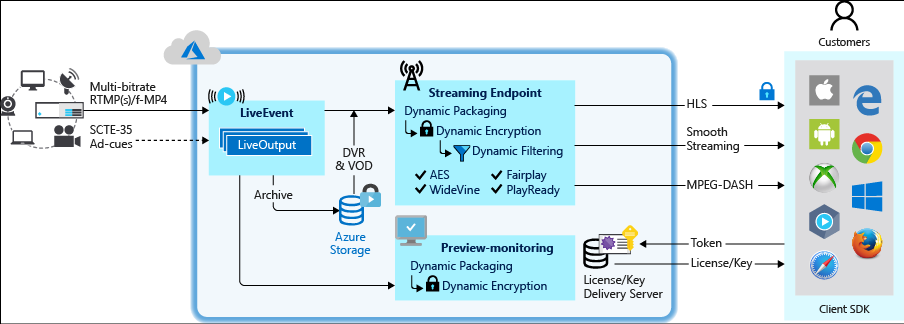 Customers
Multi-bitrate
RTMP(s)/f-MP4
SCTE-35
Ad-cues
LiveEvent
LiveOutput
Archive
DVR
& VOD
Azure
Storage
Streaming Endpoint
Dynamic Packaging
Dynamic Encryption
Dynamic Filtering
AES
Fairplay
WideVine
PlayReady
Preview-monitoring
Dynamic Packaging
Dynamic Encryption
License/Key
Delivery Server
HLS
Smooth
Streaming
MPEG-DASH
Token
License/Key
Client SDK